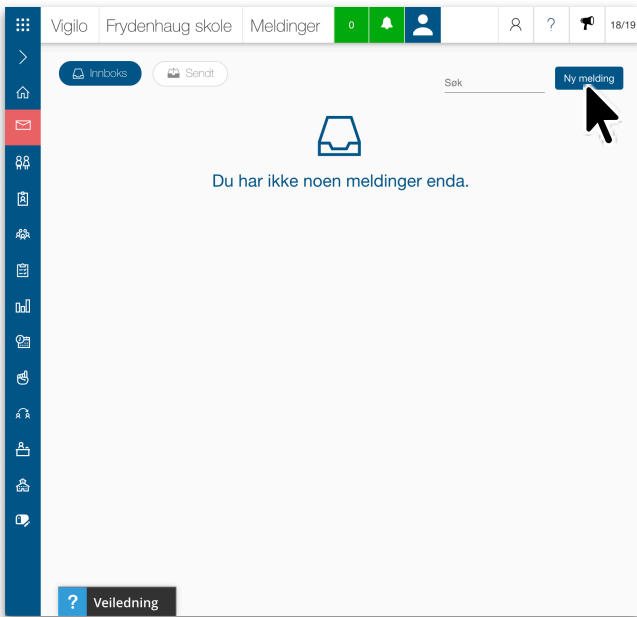 Vigilo Frydenhaug skole Meldinger 0 ? 18/19
Innboks Sendt Søk Ny melding
Du har ikke noen meldinger enda.
? Veiledning